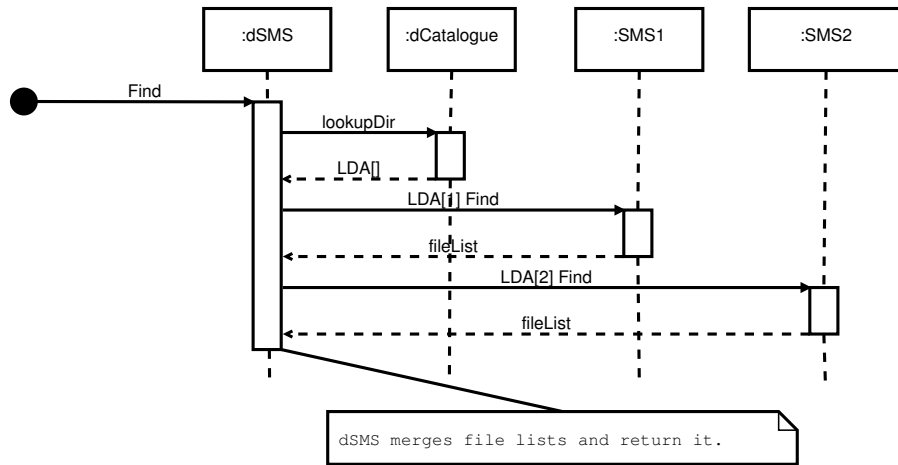 :dSMS
:dCatalogue
:SMS1
:SMS2
Find
lookupDir
LDA[]
LDA[1] Find
fileList
LDA[2] Find
fileList
dSMS merges file lists and return it.